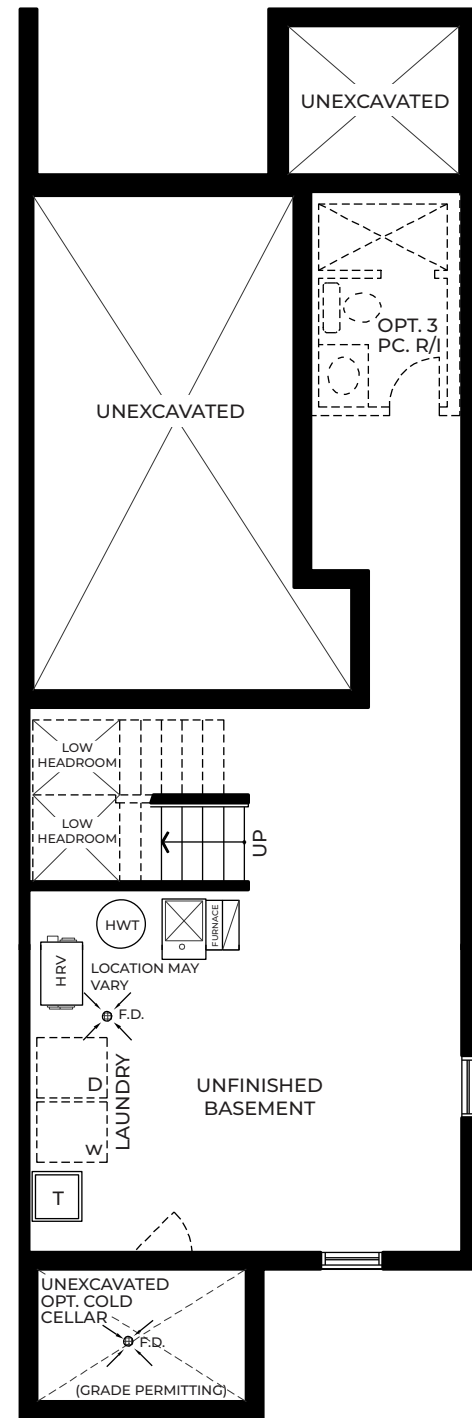 UNEXCAVATED
OPT. 3
PC. R/I
UNEXCAVATED
LOW
HEADROOM
LOW
HEADROOM
UP
HWT
FURNACE
HRV
LOCATION MAY
VARY
F.D.
D
W
LAUNDRY
UNFINISHED
BASEMENT
T
UNEXCAVATED
OPT. COLD
CELLAR
F.D.
(GRADE PERMITTING)